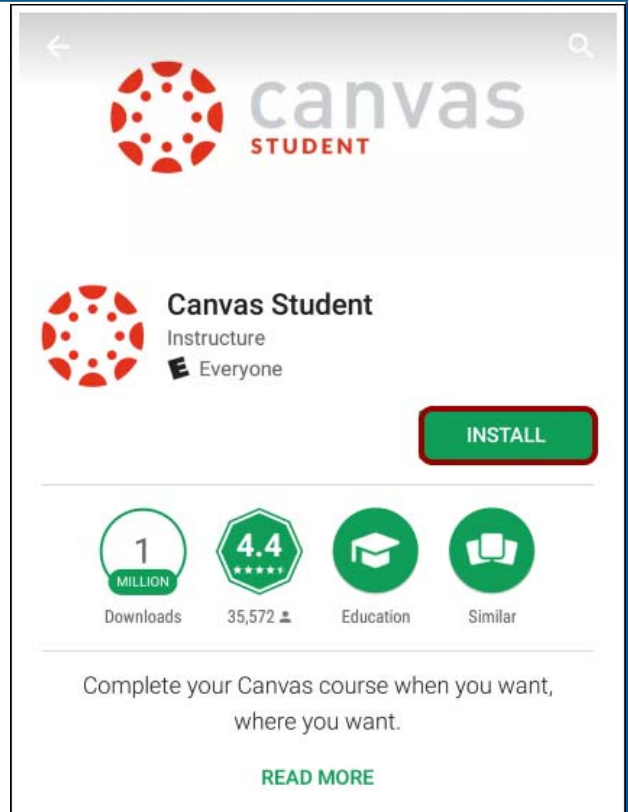 canvas
STUDENT
Canvas Student
Instructure
E Everyone
INSTALL
1
MILLION
4.4
Downloads
35,572
Education
Similar
Complete your Canvas course when you want,
where you want.
READ MORE